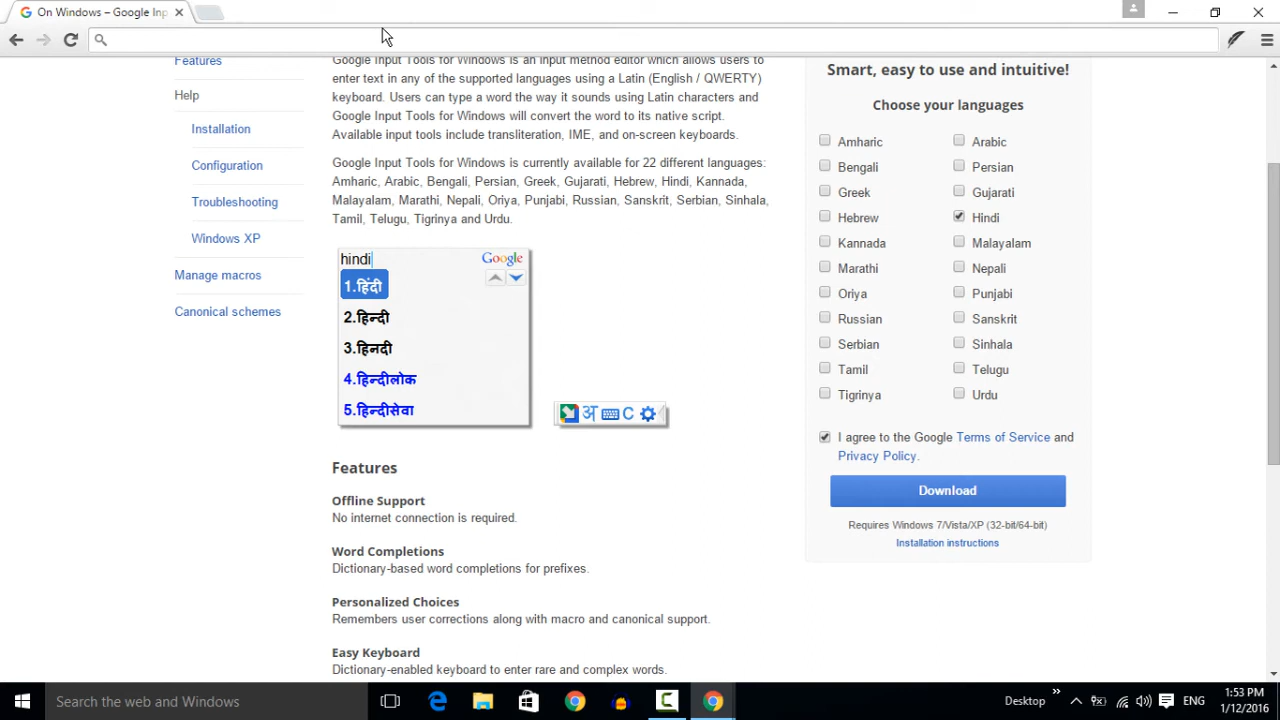 On Windows – Google Inp
Features
Help
Installation
Configuration
Troubleshooting
Windows XP
Manage macros
Canonical schemes
Google Input Tools for Windows is an input method editor which allows users to
enter text in any of the supported languages using a Latin (English / QWERTY)
keyboard. Users can type a word the way it sounds using Latin characters and
Google Input Tools for Windows will convert the word to its native script.
Available input tools include transliteration, IME, and on-screen keyboards.
Google Input Tools for Windows is currently available for 22 different languages:
Amharic, Arabic, Bengali, Persian, Greek, Gujarati, Hebrew, Hindi, Kannada,
Malayalam, Marathi, Nepali, Oriya, Punjabi, Russian, Sanskrit, Serbian, Sinhala,
Tamil, Telugu, Tigrinya and Urdu.
hindi Google
1.हिंदी
2.हिन्दी
3.हिनदी
4.हिन्दीलोक
5.हिन्दीसेवा
अ C
Features
Offline Support
No internet connection is required.
Word Completions
Dictionary-based word completions for prefixes.
Personalized Choices
Remembers user corrections along with macro and canonical support.
Easy Keyboard
Dictionary-enabled keyboard to enter rare and complex words.
Smart, easy to use and intuitive!
Choose your languages
Amharic Arabic
Bengali Persian
Greek Gujarati
Hebrew Hindi
Kannada Malayalam
Marathi Nepali
Oriya Punjabi
Russian Sanskrit
Serbian Sinhala
Tamil Telugu
Tigrinya Urdu
I agree to the Google Terms of Service and
Privacy Policy.
Download
Requires Windows 7/Vista/XP (32-bit/64-bit)
Installation instructions
Search the web and Windows
Desktop
ENG
1:53 PM
1/12/2016